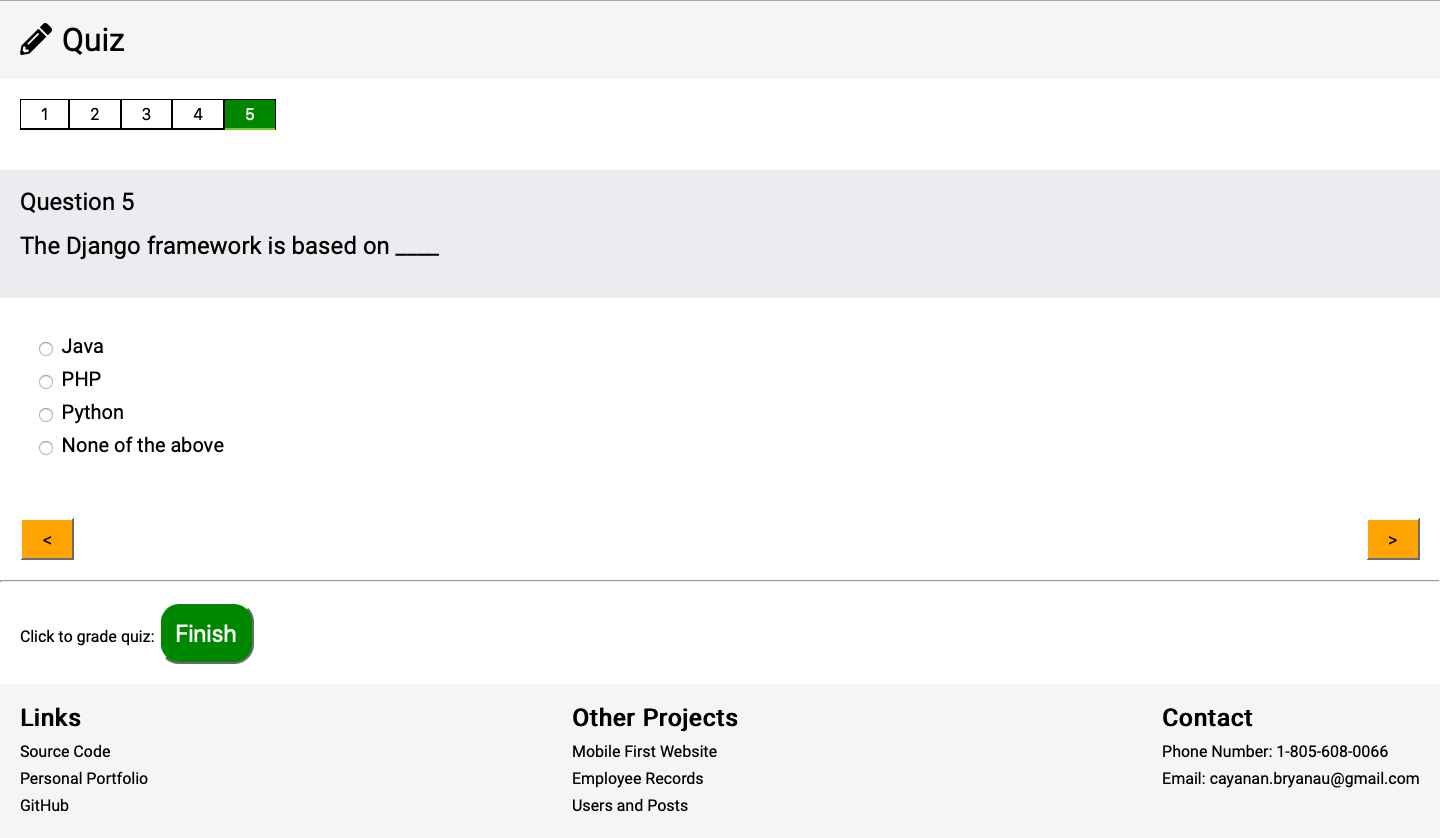 Quiz
1 2 3 4 5
Question 5
The Django framework is based on ____
Java
PHP
Python
None of the above
< >
Click to grade quiz: Finish
Links
Source Code
Personal Portfolio
GitHub
Other Projects
Mobile First Website
Employee Records
Users and Posts
Contact
Phone Number: 1-805-608-0066
Email: cayanan.bryanau@gmail.com